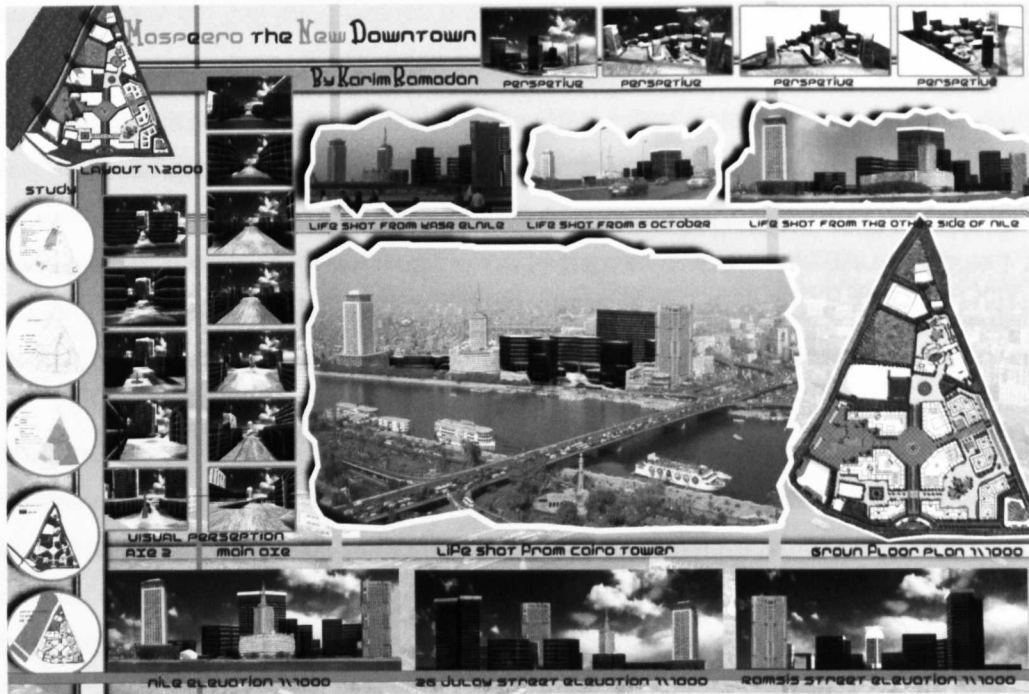 Maspeero the New Downtown
By Karim Ramadan
PERSPETIVE
PERSPETIVE
PERSPETIVE
PERSPETIVE
LAYOUT 1\2000
STUDY
LIFE SHOT FROM KASR ELNILE
LIFE SHOT FROM 6 OCTOBER
LIFE SHOT FROM THE OTHER SIDE OF NILE
VISUAL PERSEPTION
AXE 2
MAIN AXE
LIFE SHOT FROM CAIRO TOWER
GROUN FLOOR PLAN 1\1000
NILE ELEVATION 1\1000
26 JULAY STREET ELEVATION 1\1000
RAMSIS STREET ELEVATION 1\1000